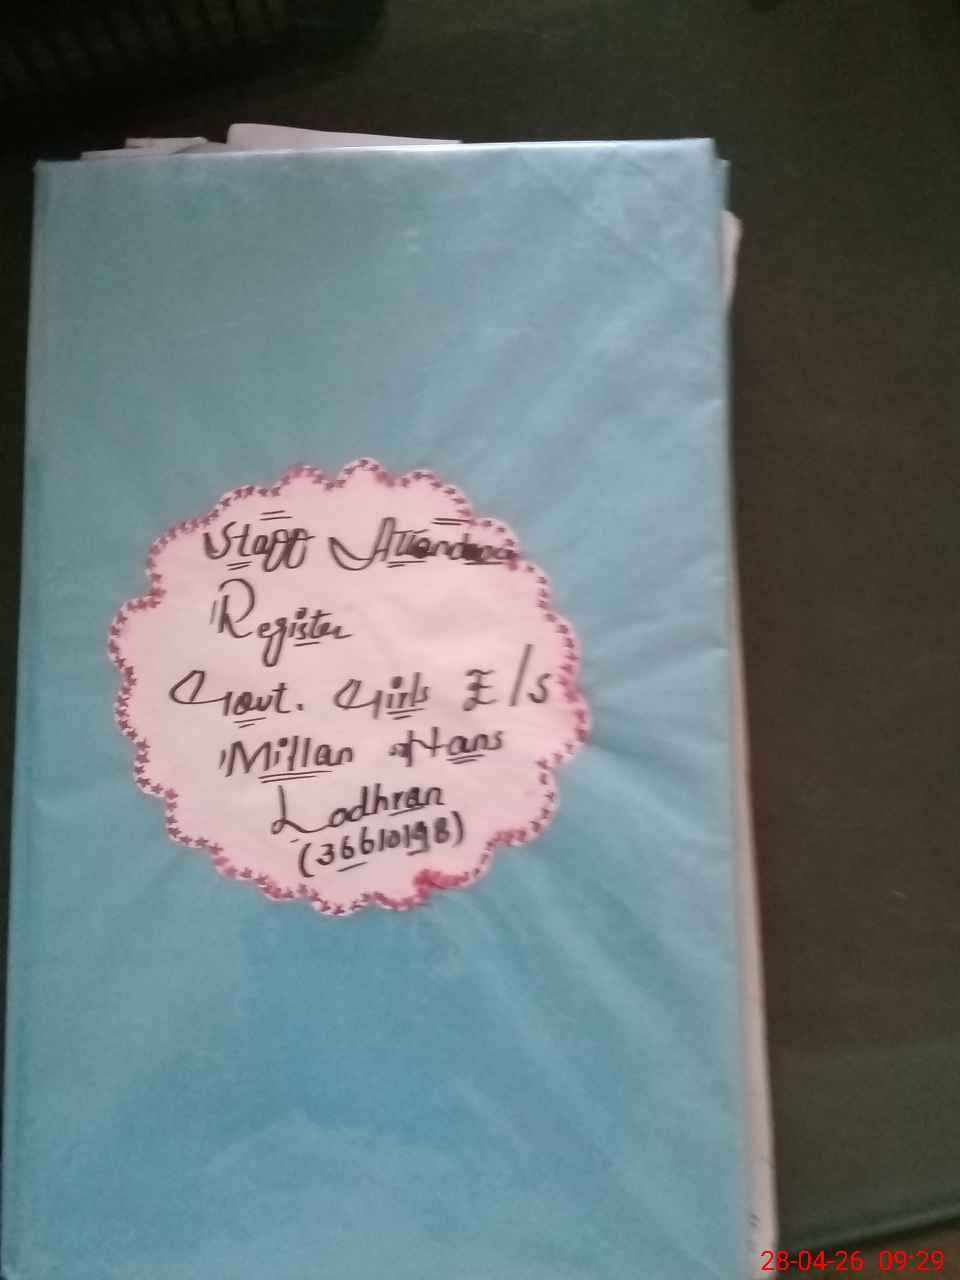 Staff Attendance
Register
Govt. Girls E/S
Millan Hans
Lodhran
(36610198)
28-04-26 09:29